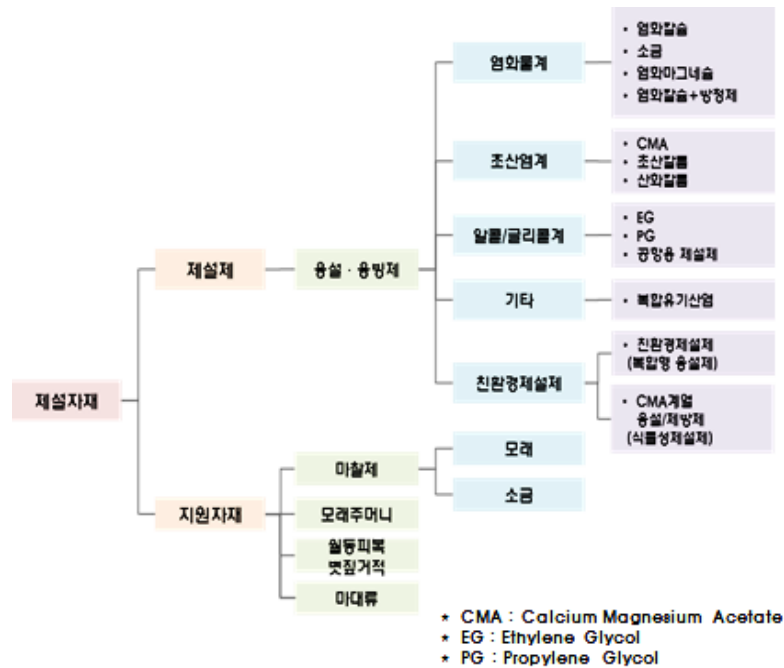 제설자재
제설제
융설 · 융빙제
염화물계
• 염화칼슘
• 소금
• 염화마그네슘
• 염화칼슘+방청제
초산염계
• CMA
• 초산칼륨
• 산화칼륨
알콜/글리콜계
• EG
• PG
• 공항용 제설제
기타
• 복합유기산염
친환경제설제
• 친환경제설제
(복합형 융설제)
• CMA계열
융설/제방제
(식물성제설제)
지원자재
마찰제
모래
소금
모래주머니
월동피복
볏짚거적
마대류
* CMA : Calcium Magnesium Acetate
* EG : Ethylene Glycol
* PG : Propylene Glycol